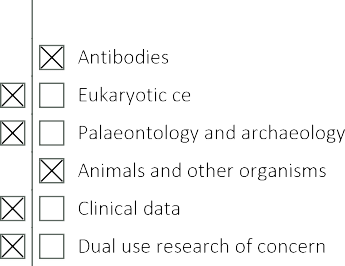 Antibodies
Eukaryotic ce
Palaeontology and archaeology
Animals and other organisms
Clinical data
Dual use research of concern